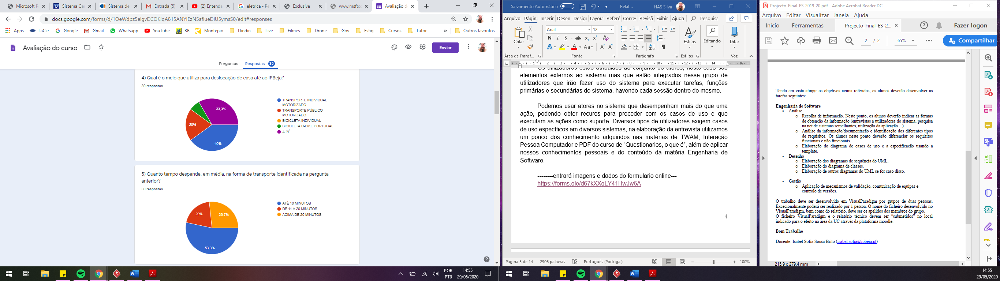 Microsoft P
Sistema Ge
Sistema de
Entrada (5)
(2) Entenda
eletrica - Pe
Exclusive
www.msftcc
Avaliação d
docs.google.com/forms/d/1OeWdpz5elgvDCOKlqA815ANYlEzN5afiueDiU5ymsS0/edit#responses
Apps
LaCie
Google
Gmail
Whatsapp
YouTube
BB
Montepio
Dindin
Live
Filmes
Drone
Gov
Estig
Cursos
Tutor
»
Outros favoritos
Avaliação do curso
Enviar
Perguntas
Respostas 30
4) Qual é o meio que utiliza para deslocação de casa até ao IPBeja?
30 respostas
33,3%
20%
40%
TRANSPORTE INDIVIDUAL
MOTORIZADO
TRANSPORTE PÚBLICO
MOTORIZADO
BICICLETA INDIVIDUAL
BICICLETA U-BIKE PORTUGAL
A PÉ
5) Quanto tempo despende, em média, na forma de transporte identificada na pergunta
anterior?
30 respostas
20%
26,7%
53,3%
ATÉ 10 MINUTOS
DE 11 A 20 MINUTOS
ACIMA DE 20 MINUTOS
POR
PTB
14:55
29/05/2020
Salvamento Automático
Relat...
HAS Silva
Arquivo
Págin
Inserir
Desen
Design
Layout
Referê
Corres
Revisã
Exibir
Ajuda
Pesquisa
Colar
Arial
12
N I S ab x₂ x²
Aa
Estilos
Editando
Ditar
Área de Transf...
Fonte
Parágrafo
Estilos
Voz
1 2 3 4 5 6 7 8 9 10 11 12 13 14 16
Os utilizadores estão atribuídos ao conjunto de atores, neste caso são
elementos externos ao sistema mas que estão integrados nesse grupo de
utilizadores que irão fazer uso do sistema para executar tarefas, funções
primárias e secundárias do sistema, havendo cada sessão dentro do mesmo.
Podemos usar atores no sistema que desempenham mais do que uma
ação, podendo obter recuros para proceder com os casos de uso e que
executam as ações como suporte. Diversos tipos de utilizadores exigem casos
de uso específicos em diversos sistemas, na elaboração da entrevista utilizamos
um pouco dos conhecimento adquiridos nas matérias de TWAM, Interação
Pessoa Computador e PDF do curso de “Questionarios, o que é”, além de aplicar
nossos conhecimentos pessoais e do conteúdo da matéria Engenharia de
Software.
--------entrará imagens e dados do formulario online---
https://forms.gle/d67kXXgLY41HwJw6A
4
Página 5 de 14
2906 palavras
Português (Portugal)
100%
Projecto_Final_ES_2019_20.pdf - Adobe Acrobat Reader DC
Arquivo Editar Visualizar Janela Ajuda
Início
Ferramentas
Projecto_Final_ES_2...
Fazer logon
2 / 2
65%
Compartilhar
Tendo em vista atingir os objetivos acima referidos, os alunos deverão desenvolver as
tarefas seguintes:
Engenharia de Software
▪ Análise
o Recolha de informação. Neste ponto, os alunos deverão indicar as formas
de obtenção da informação (entrevistas a utilizadores do sistema, pesquisa
na net de sistemas semelhantes, utilização da aplicação ...).
o Análise da informação/documentação e identificação dos diferentes tipos
de requisitos. Os alunos neste ponto deverão diferenciar os requisitos
funcionais e não funcionais.
o Elaboração do diagrama de casos de uso e a especificação usando a
template.
▪ Desenho
o Elaboração dos diagramas de sequência do UML.
o Elaboração do diagrama de classes.
o Elaboração de outros diagramas do UML se for caso disso.
▪ Gestão
o Aplicação de mecanismos de validação, comunicação de equipas e
controlo de versões.
O trabalho deve ser desenvolvido em VisualParadigm por grupos de duas pessoas.
Excecionalmente poderá ser realizado por 1 pessoa. O nome do ficheiro desenvolvido no
VisualParadigm, bem como do relatório, deve ser os apelidos dos membros do grupo.
O ficheiro VisualParadigm e o relatório técnico devem ser “submetidos” no local
indicado para o efeito na área da UC através da plataforma moodle.
Bom Trabalho
Docente: Isabel Sofia Sousa Brito (isabel.sofia@ipbeja.pt)
215,9 x 279,4 mm
14:55
29/05/2020